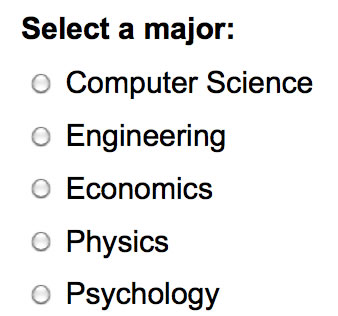 Select a major:
Computer Science
Engineering
Economics
Physics
Psychology